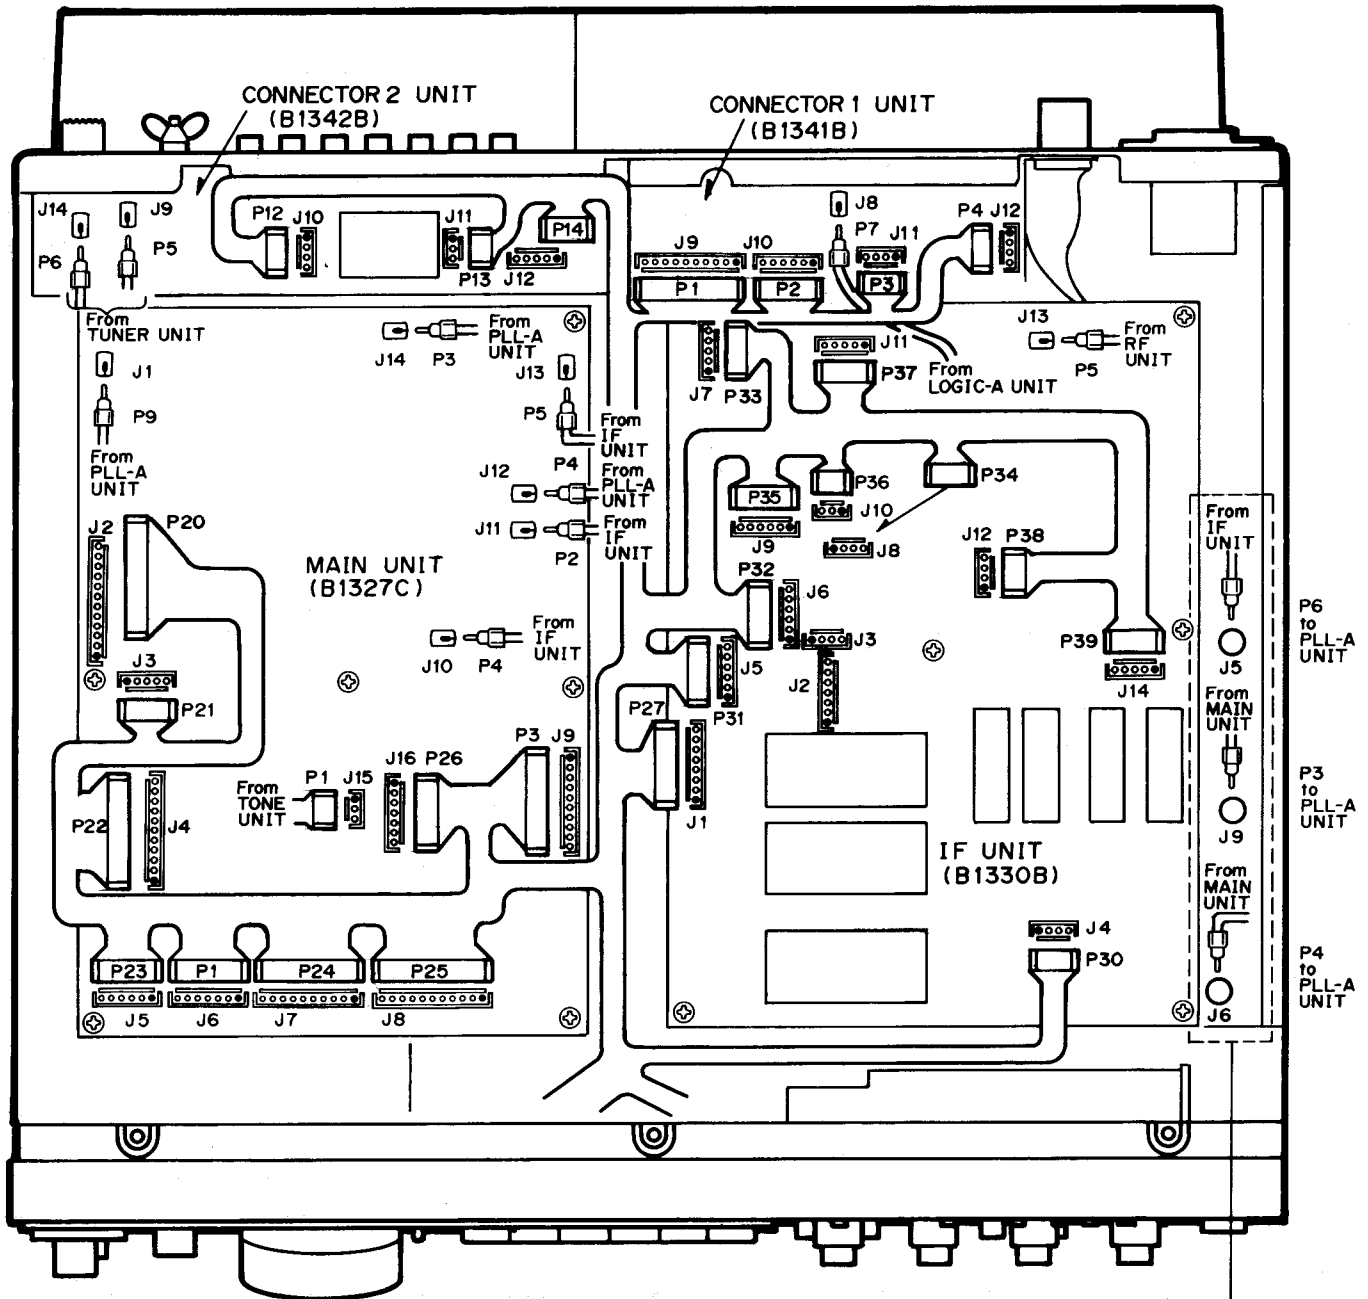 CONNECTOR 2 UNIT
(B1342B)
CONNECTOR 1 UNIT
(B1341B)
J14
J9
P6
P5
From
TUNER UNIT
P12
J10
J11
P13
P14
J12
J9
J10
J8
P7
J11
P4
J12
P1
P2
P3
J14
P3
From
PLL-A
UNIT
J13
P5
From
IF
UNIT
J1
P9
From
PLL-A
UNIT
J7
P33
J11
P37
From
LOGIC-A UNIT
J13
P5
From
RF
UNIT
J12
P4
From
PLL-A
UNIT
J11
P2
From
IF
UNIT
P35
J9
P36
J10
P34
J8
J2
P20
MAIN UNIT
(B1327C)
J10
P4
From
IF
UNIT
J3
P21
P32
J6
J3
J5
P31
J2
J12
P38
P39
J14
From
IF
UNIT
J5
P6
to
PLL-A
UNIT
P22
J4
From
TONE
UNIT
P1
J15
J16
P26
P3
J9
P27
J1
From
MAIN
UNIT
J9
P3
to
PLL-A
UNIT
IF UNIT
(B1330B)
From
MAIN
UNIT
J6
P4
to
PLL-A
UNIT
J4
P30
P23
P1
P24
P25
J5
J6
J7
J8